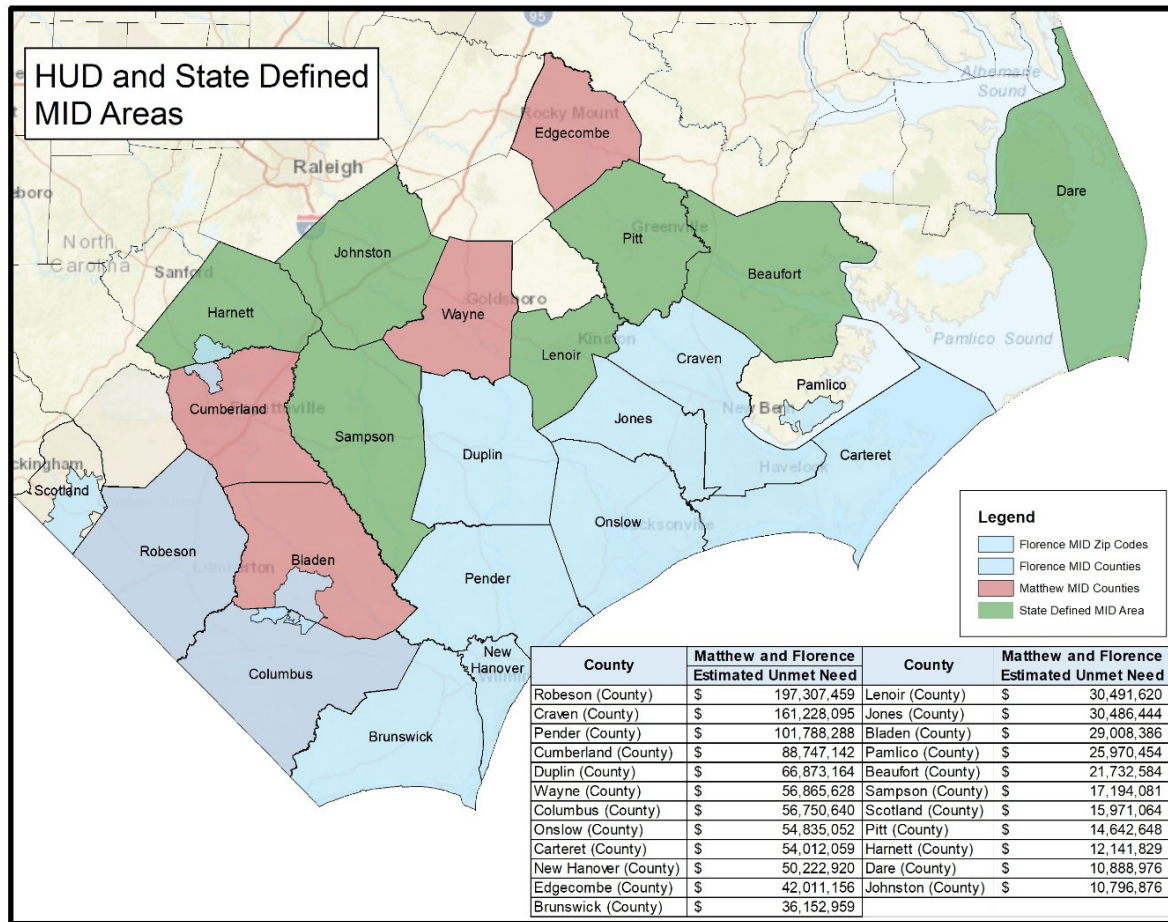 HUD and State Defined
MID Areas
95
Albemarle
Sound
Rocky Mount
Edgecombe
Raleigh
Dare
Greenville
Pitt
Johnston
North
Carolina
Sanford
Beaufort
Harnett
Goldsboro
Wayne
Pamlico Sound
Kinston
Lenoir
Craven
Pamlico
Cumberland
New Bern
Jones
Sampson
Duplin
Carteret
Havelock
Scotland
Onslow
Robeson
Lumberton
Bladen
Pender
Columbus
New
Hanover
Brunswick
Legend
Florence MID Zip Codes
Florence MID Counties
Matthew MID Counties
State Defined MID Area
County Matthew and Florence Estimated Unmet Need County Matthew and Florence Estimated Unmet Need
Robeson (County) $ 197,307,459 Lenoir (County) $ 30,491,620
Craven (County) $ 161,228,095 Jones (County) $ 30,486,444
Pender (County) $ 101,788,288 Bladen (County) $ 29,008,386
Cumberland (County) $ 88,747,142 Pamlico (County) $ 25,970,454
Duplin (County) $ 66,873,164 Beaufort (County) $ 21,732,584
Wayne (County) $ 56,865,628 Sampson (County) $ 17,194,081
Columbus (County) $ 56,750,640 Scotland (County) $ 15,971,064
Onslow (County) $ 54,835,052 Pitt (County) $ 14,642,648
Carteret (County) $ 54,012,059 Harnett (County) $ 12,141,829
New Hanover (County) $ 50,222,920 Dare (County) $ 10,888,976
Edgecombe (County) $ 42,011,156 Johnston (County) $ 10,796,876
Brunswick (County) $ 36,152,959